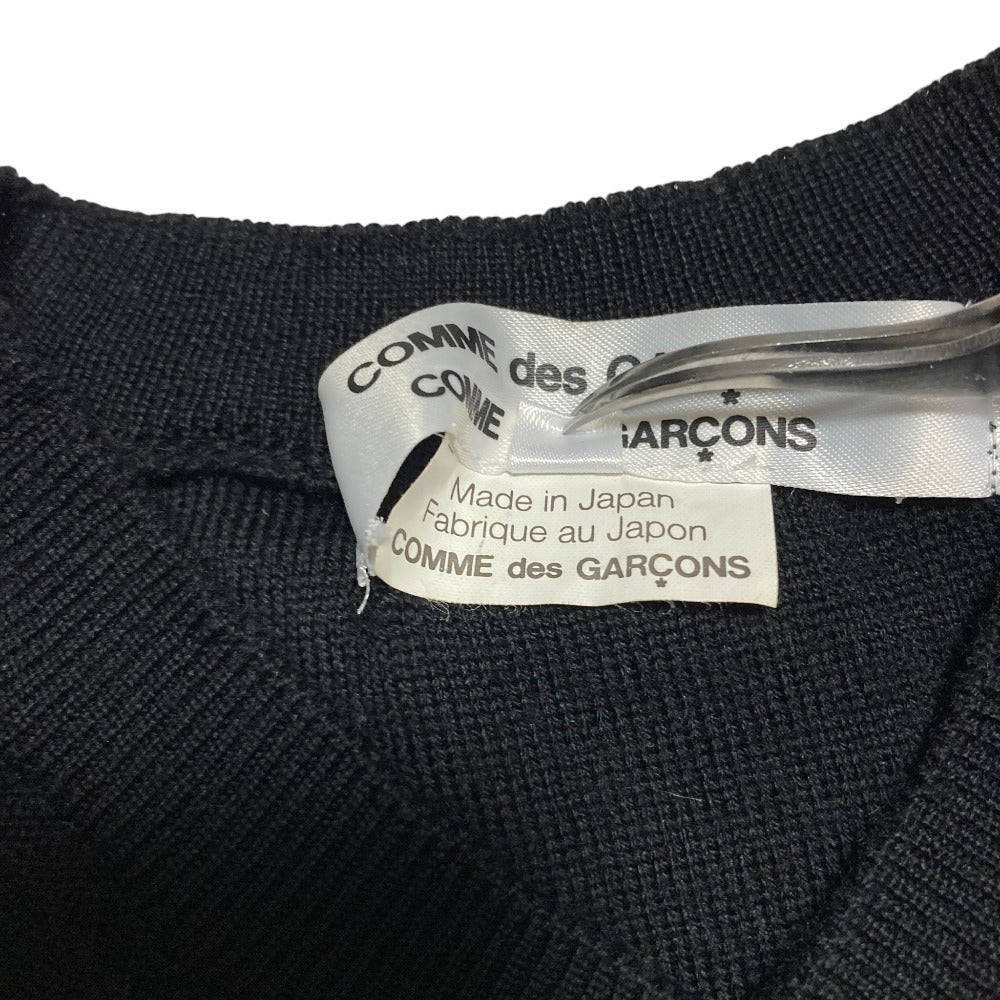 COMME des
COMME
GARÇONS
Made in Japan
Fabrique au Japon
COMME des GARÇONS